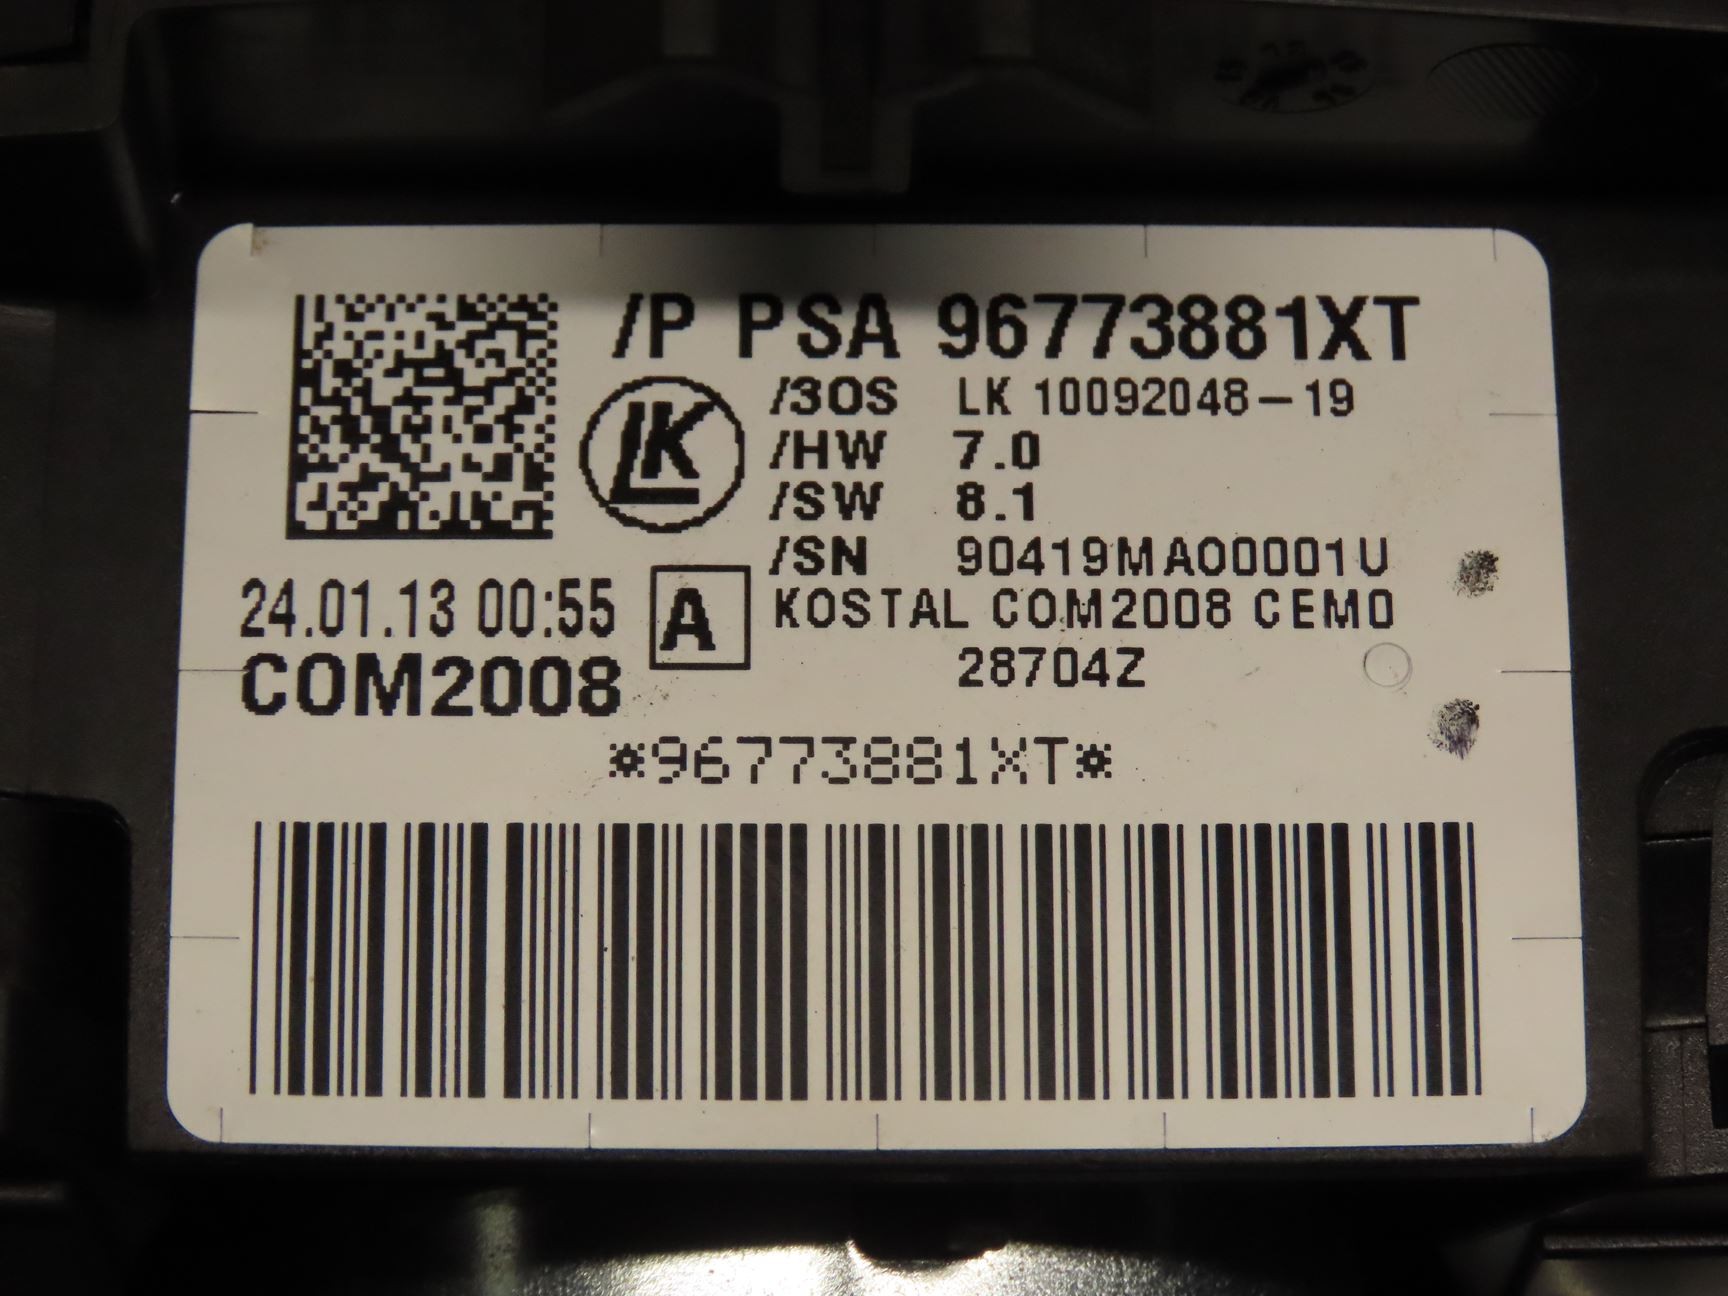 /P PSA 96773881XT
/3OS LK 10092048-19
LK
/HW 7.0
/SW 8.1
/SN 90419MA00001U
24.01.13 00:55
A
KOSTAL COM2008 CEM0
28704Z
COM2008
*96773881XT*